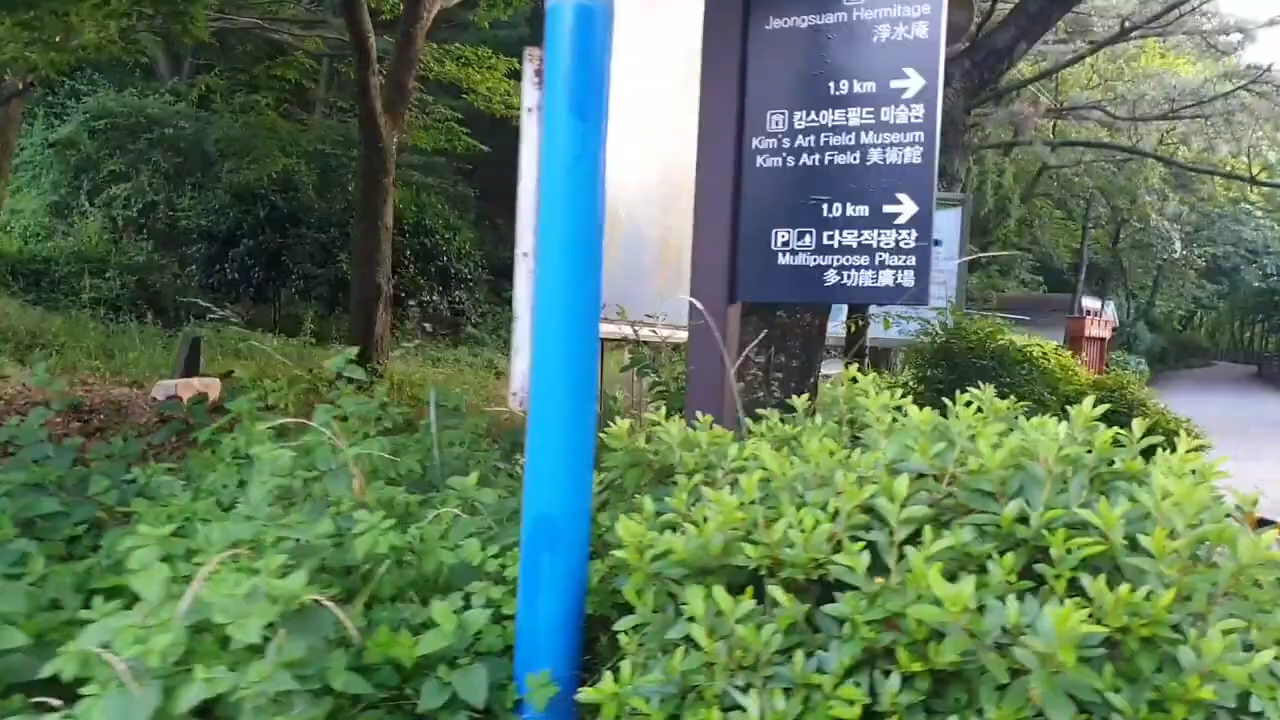 Jeongsuam Hermitage
淨水庵
1.9 km
킴스아트필드 미술관
Kim's Art Field Museum
Kim's Art Field 美術館
1.0 km
P 다목적광장
Multipurpose Plaza
多功能廣場